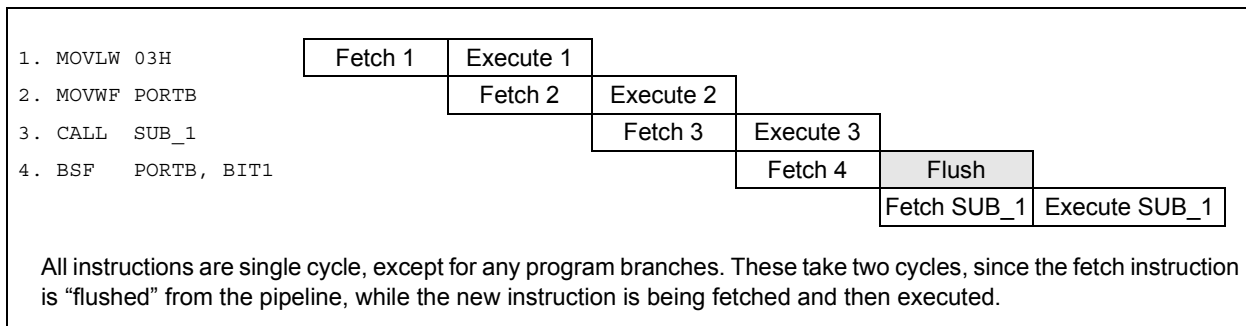 1. MOVLW 03H Fetch 1 Execute 1
2. MOVWF PORTB Fetch 2 Execute 2
3. CALL SUB_1 Fetch 3 Execute 3
4. BSF PORTB, BIT1 Fetch 4 Flush
Fetch SUB_1 Execute SUB_1
All instructions are single cycle, except for any program branches. These take two cycles, since the fetch instruction
is “flushed” from the pipeline, while the new instruction is being fetched and then executed.